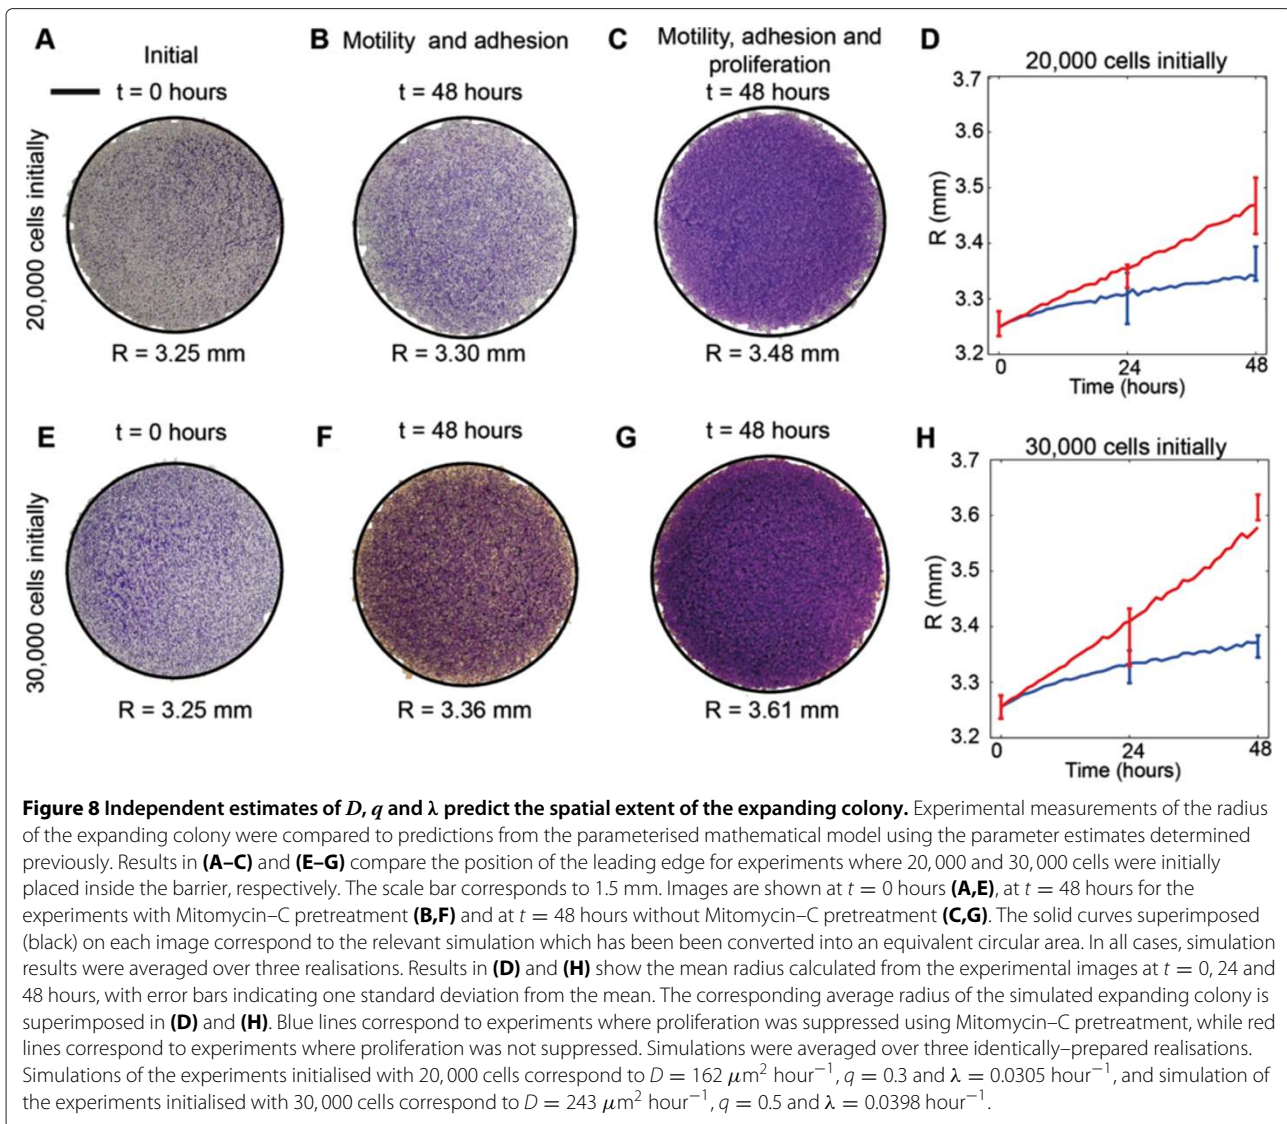 A
Initial
t = 0 hours
B
Motility and adhesion
t = 48 hours
C
Motility, adhesion and
proliferation
t = 48 hours
20,000 cells initially
R = 3.25 mm
R = 3.30 mm
R = 3.48 mm
D
20,000 cells initially
3.7
3.6
3.5
3.4
3.3
3.2
R (mm)
0
24
48
Time (hours)
E
t = 0 hours
F
t = 48 hours
G
t = 48 hours
30,000 cells initially
R = 3.25 mm
R = 3.36 mm
R = 3.61 mm
H
30,000 cells initially
3.7
3.6
3.5
3.4
3.3
3.2
R (mm)
0
24
48
Time (hours)
Figure 8 Independent estimates of D, q and λ predict the spatial extent of the expanding colony. Experimental measurements of the radius
of the expanding colony were compared to predictions from the parameterised mathematical model using the parameter estimates determined
previously. Results in (A–C) and (E–G) compare the position of the leading edge for experiments where 20,000 and 30,000 cells were initially
placed inside the barrier, respectively. The scale bar corresponds to 1.5 mm. Images are shown at t = 0 hours (A,E), at t = 48 hours for the
experiments with Mitomycin–C pretreatment (B,F) and at t = 48 hours without Mitomycin–C pretreatment (C,G). The solid curves superimposed
(black) on each image correspond to the relevant simulation which has been been converted into an equivalent circular area. In all cases, simulation
results were averaged over three realisations. Results in (D) and (H) show the mean radius calculated from the experimental images at t = 0, 24 and
48 hours, with error bars indicating one standard deviation from the mean. The corresponding average radius of the simulated expanding colony is
superimposed in (D) and (H). Blue lines correspond to experiments where proliferation was suppressed using Mitomycin–C pretreatment, while red
lines correspond to experiments where proliferation was not suppressed. Simulations were averaged over three identically–prepared realisations.
Simulations of the experiments initialised with 20,000 cells correspond to D = 162 μm² hour⁻¹, q = 0.3 and λ = 0.0305 hour⁻¹, and simulation of
the experiments initialised with 30,000 cells correspond to D = 243 μm² hour⁻¹, q = 0.5 and λ = 0.0398 hour⁻¹.